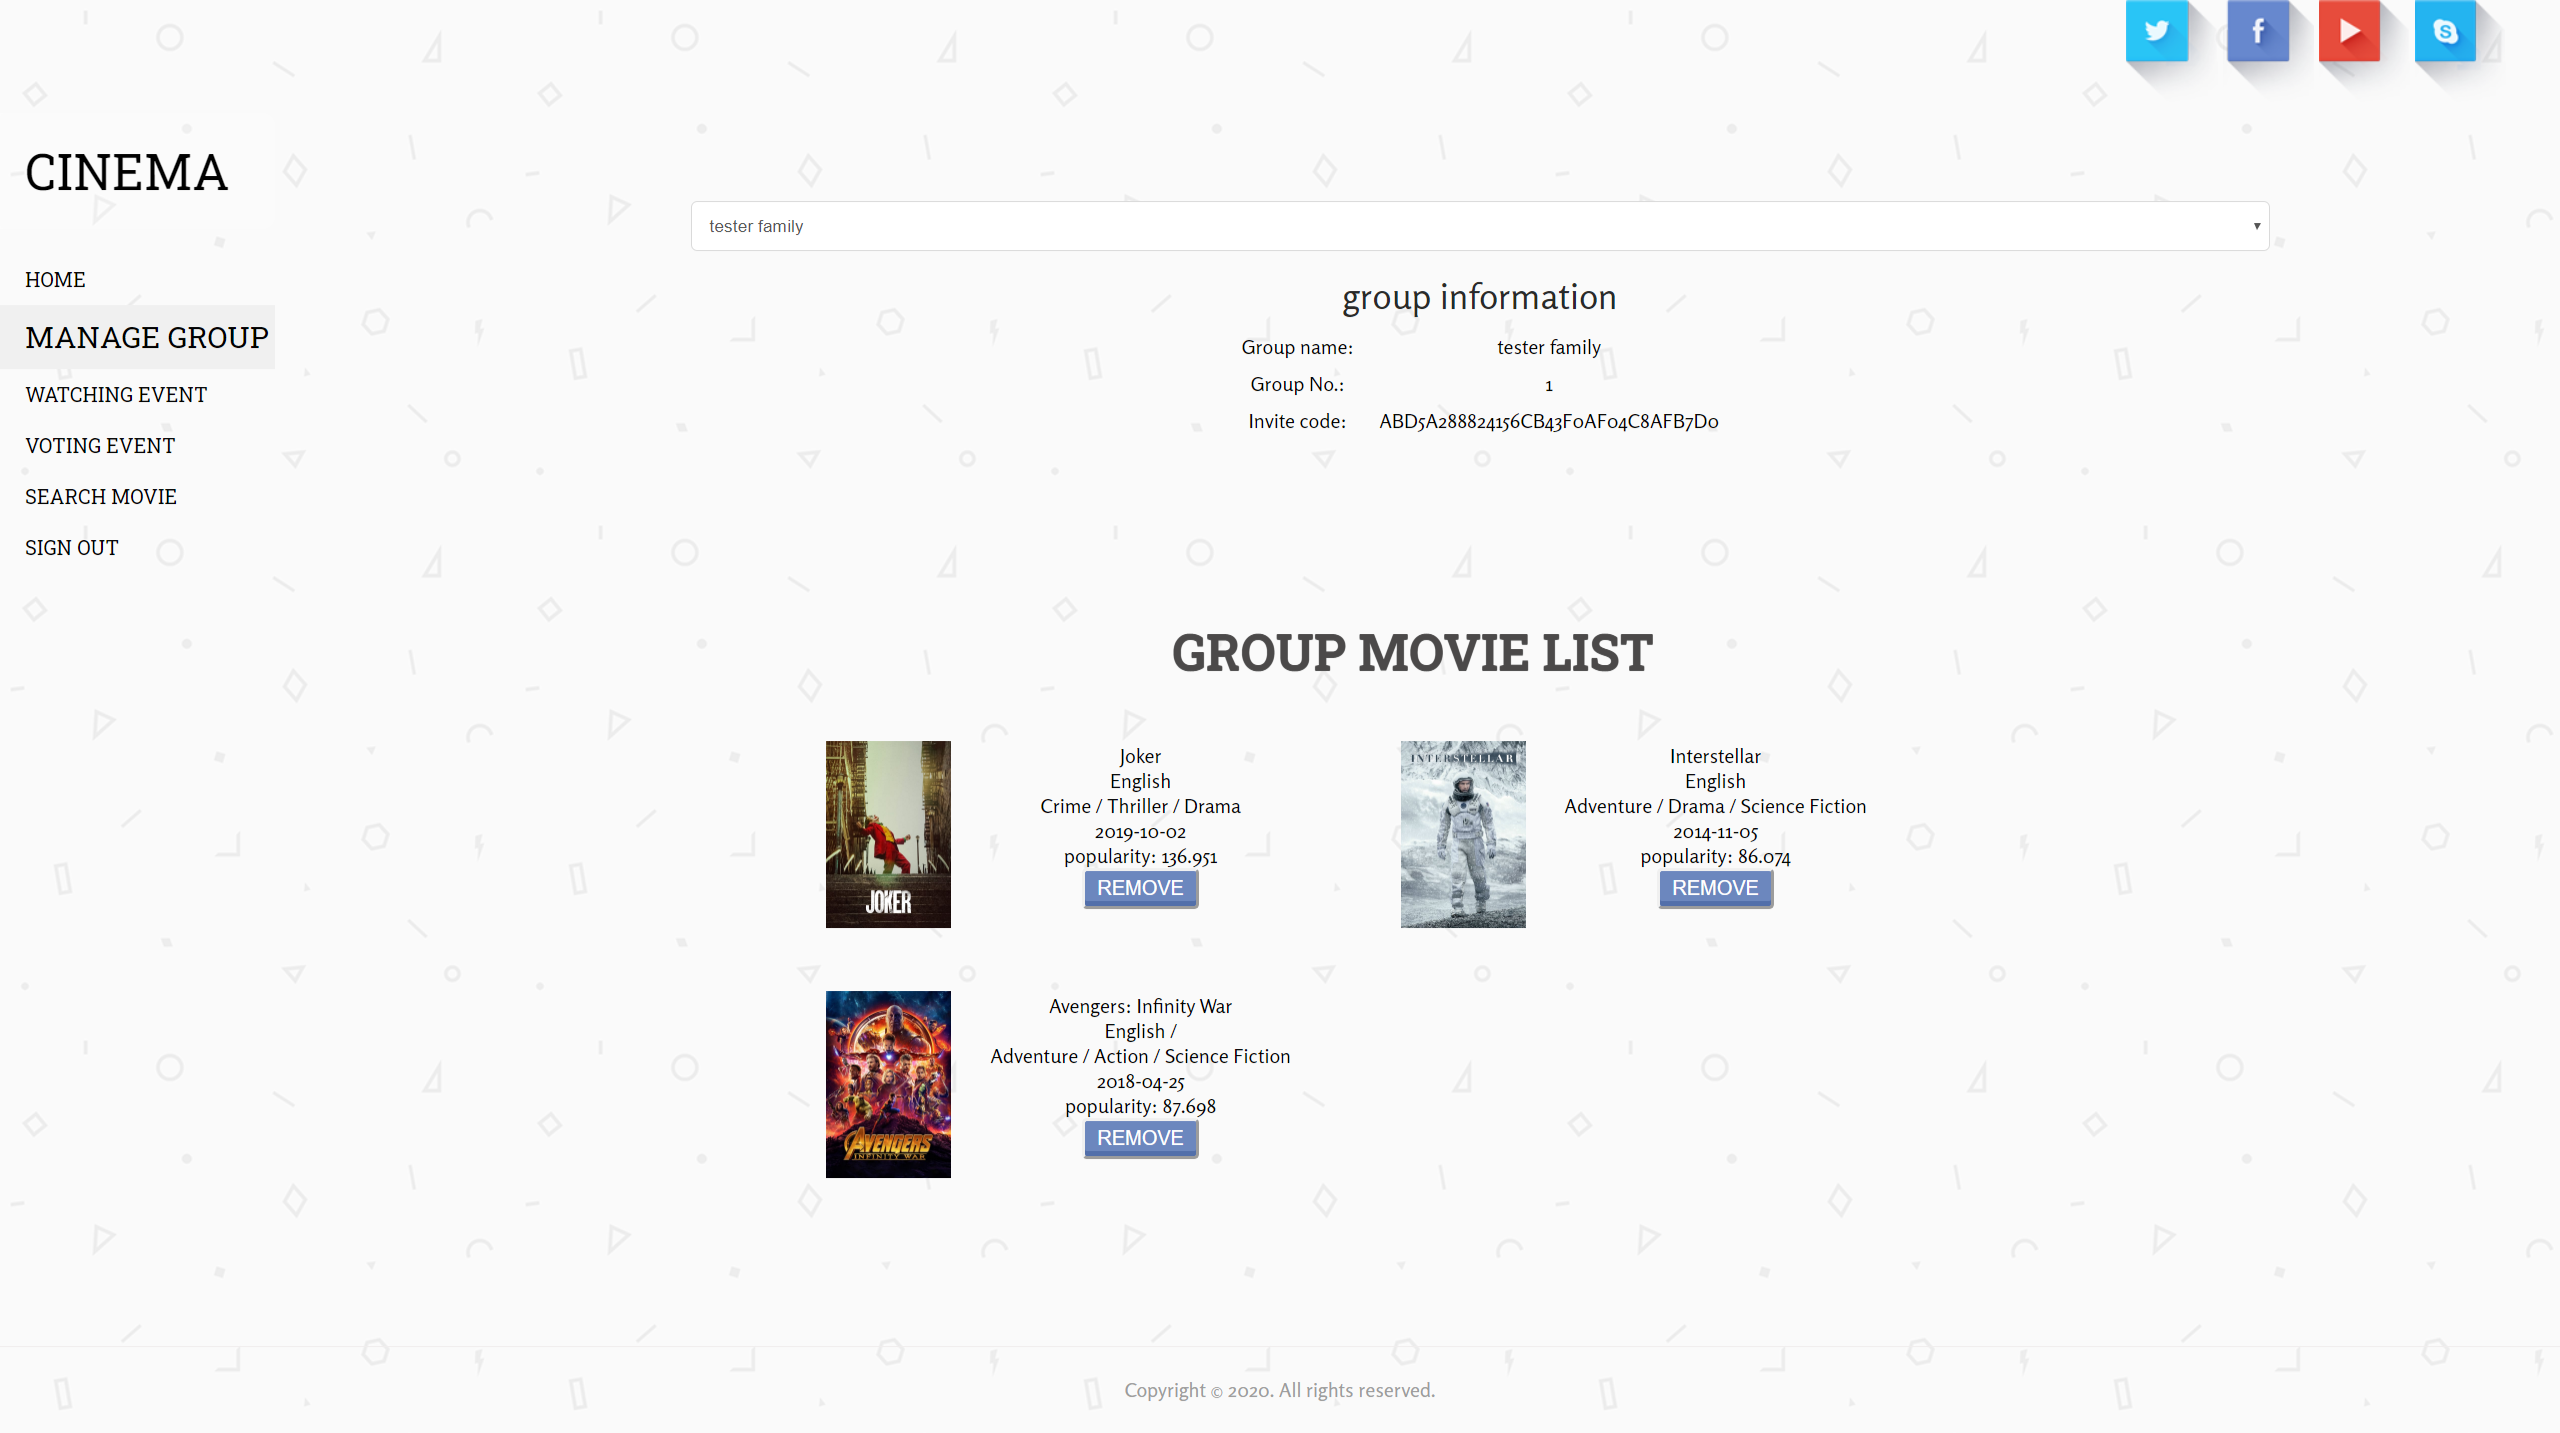 CINEMA
HOME
MANAGE GROUP
WATCHING EVENT
VOTING EVENT
SEARCH MOVIE
SIGN OUT
tester family
group information
Group name: tester family
Group No.: 1
Invite code: ABD5A288824156CB43F0AF04C8AFB7D0
GROUP MOVIE LIST
JOKER
Joker
English
Crime / Thriller / Drama
2019-10-02
popularity: 136.951
REMOVE
INTERSTELLAR
Interstellar
English
Adventure / Drama / Science Fiction
2014-11-05
popularity: 86.074
REMOVE
AVENGERS
INFINITY WAR
Avengers: Infinity War
English /
Adventure / Action / Science Fiction
2018-04-25
popularity: 87.698
REMOVE
Copyright © 2020. All rights reserved.